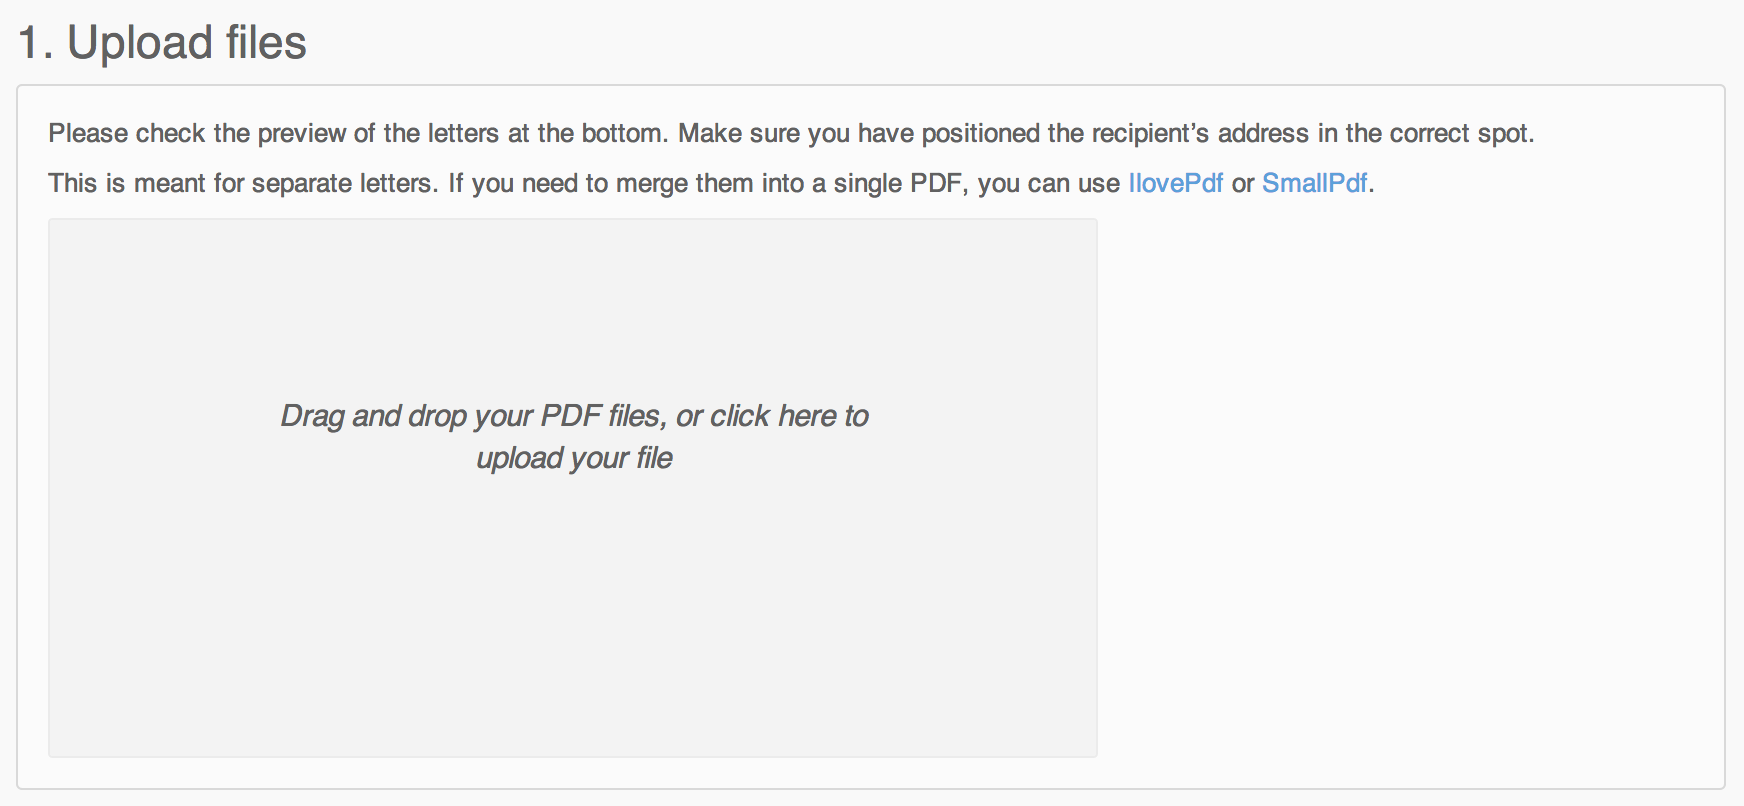 1. Upload files
Please check the preview of the letters at the bottom. Make sure you have positioned the recipient’s address in the correct spot.
This is meant for separate letters. If you need to merge them into a single PDF, you can use IlovePdf or SmallPdf.
Drag and drop your PDF files, or click here to
upload your file